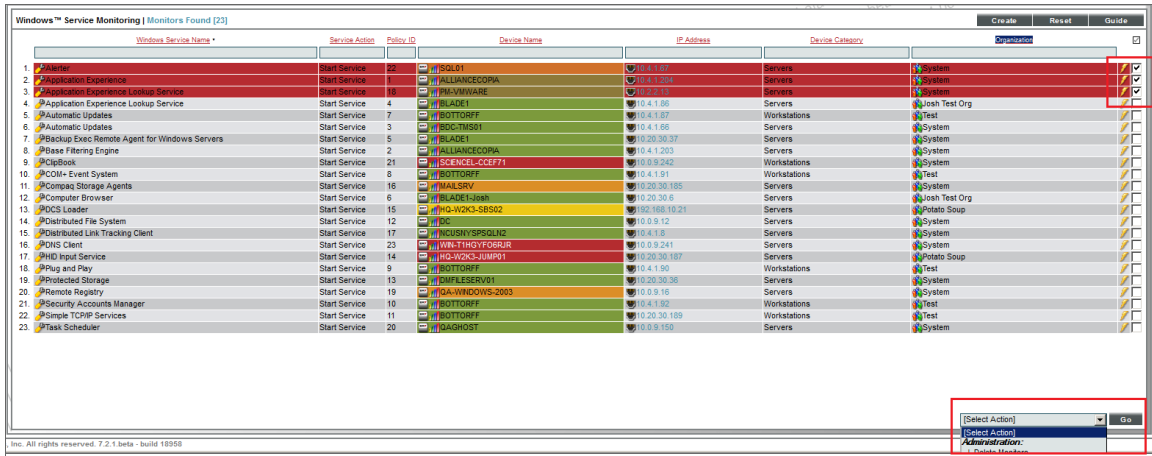 Windows™ Service Monitoring | Monitors Found [23] Create Reset Guide
Windows Service Name • Service Action Policy ID Device Name IP Address Device Category Organization
1. Alerter Start Service 22 SQL01 Servers System
2. Application Experience Start Service 1 ALLIANCECOPIA Servers System
3. Application Experience Lookup Service Start Service 18 PM-VMWARE 10.2.2.13 Servers System
4. Application Experience Lookup Service Start Service 4 BLADE1 10.4.1.86 Servers Josh Test Org
5. Automatic Updates Start Service 7 BOTTORFF 10.4.1.87 Workstations Test
6. Automatic Updates Start Service 3 BDC-TMS01 10.4.1.66 Servers System
7. Backup Exec Remote Agent for Windows Servers Start Service 5 BLADE1 10.20.30.37 Servers System
8. Base Filtering Engine Start Service 2 ALLIANCECOPIA 10.4.1.203 Servers System
9. ClipBook Start Service 21 SCIENCEL-CCEF71 10.0.9.242 Workstations System
10. COM+ Event System Start Service 8 BOTTORFF 10.4.1.91 Workstations Test
11. Compaq Storage Agents Start Service 16 MAILSRV 10.20.30.185 Servers System
12. Computer Browser Start Service 6 BLADE1-Josh 10.20.30.6 Servers Josh Test Org
13. DCS Loader Start Service 15 HQ-W2K3-SBS02 192.168.10.21 Servers Potato Soup
14. Distributed File System Start Service 12 DC 10.0.9.12 Servers System
15. Distributed Link Tracking Client Start Service 17 NCUSNYSPSQLN2 10.4.1.8 Servers System
16. DNS Client Start Service 23 WIN-T1HGYFO6RJR 10.0.9.241 Servers System
17. HID Input Service Start Service 14 HQ-W2K3-JUMP01 10.20.30.187 Servers Potato Soup
18. Plug and Play Start Service 9 BOTTORFF 10.4.1.90 Workstations Test
19. Protected Storage Start Service 13 DMFILESERV01 10.20.30.36 Servers System
20. Remote Registry Start Service 19 QA-WINDOWS-2003 10.0.9.16 Servers System
21. Security Accounts Manager Start Service 10 BOTTORFF 10.4.1.92 Workstations Test
22. Simple TCP/IP Services Start Service 11 BOTTORFF 10.20.30.189 Workstations Test
23. Task Scheduler Start Service 20 QAGHOST 10.0.9.150 Servers System
[Select Action] Go
[Select Action]
Administration:
, Inc. All rights reserved. 7.2.1.beta - build 18958